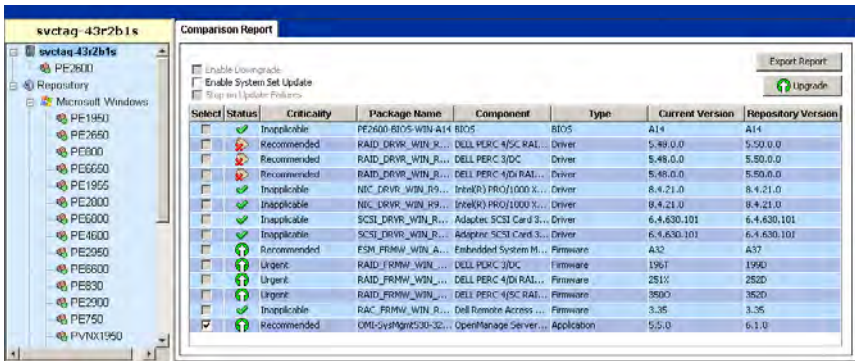 svctag-43r2b1s
svctag-43r2b1s
PE2600
Repository
Microsoft Windows
PE1950
PE2650
PE800
PE6650
PE1955
PE2800
PE6800
PE4600
PE2950
PE6600
PE830
PE2900
PE750
PVNX1950
Comparison Report
Enable Downgrade
Enable System Set Update
Stop on Update Failures
Export Report
Upgrade
Select Status Criticality Package Name Component Type Current Version Repository Version
Inapplicable PE2600-BIOS-WIN-A14 BIOS BIOS A14 A14
Recommended RAID_DRVR_WIN_R... DELL PERC 4/SC RAI... Driver 5.48.0.0 5.50.0.0
Recommended RAID_DRVR_WIN_R... DELL PERC 3/DC Driver 5.48.0.0 5.50.0.0
Recommended RAID_DRVR_WIN_R... DELL PERC 4/Di RAI... Driver 5.48.0.0 5.50.0.0
Inapplicable NIC_DRVR_WIN_R9... Intel(R) PRO/1000 X... Driver 8.4.21.0 8.4.21.0
Inapplicable NIC_DRVR_WIN_R9... Intel(R) PRO/1000 X... Driver 8.4.21.0 8.4.21.0
Inapplicable SCSI_DRVR_WIN_R... Adaptec SCSI Card 3... Driver 6.4.630.101 6.4.630.101
Inapplicable SCSI_DRVR_WIN_R... Adaptec SCSI Card 3... Driver 6.4.630.101 6.4.630.101
Recommended ESM_FRMW_WIN_A... Embedded System M... Firmware A32 A37
Urgent RAID_FRMW_WIN_... DELL PERC 3/DC Firmware 196T 199D
Urgent RAID_FRMW_WIN_... DELL PERC 4/Di RAI... Firmware 251X 252D
Urgent RAID_FRMW_WIN_... DELL PERC 4/SC RAI... Firmware 350O 352D
Inapplicable RAC_FRMW_WIN_R... Dell Remote Access ... Firmware 3.35 3.35
Recommended OMI-SysMgmt530-32... OpenManage Server... Application 5.5.0 6.1.0